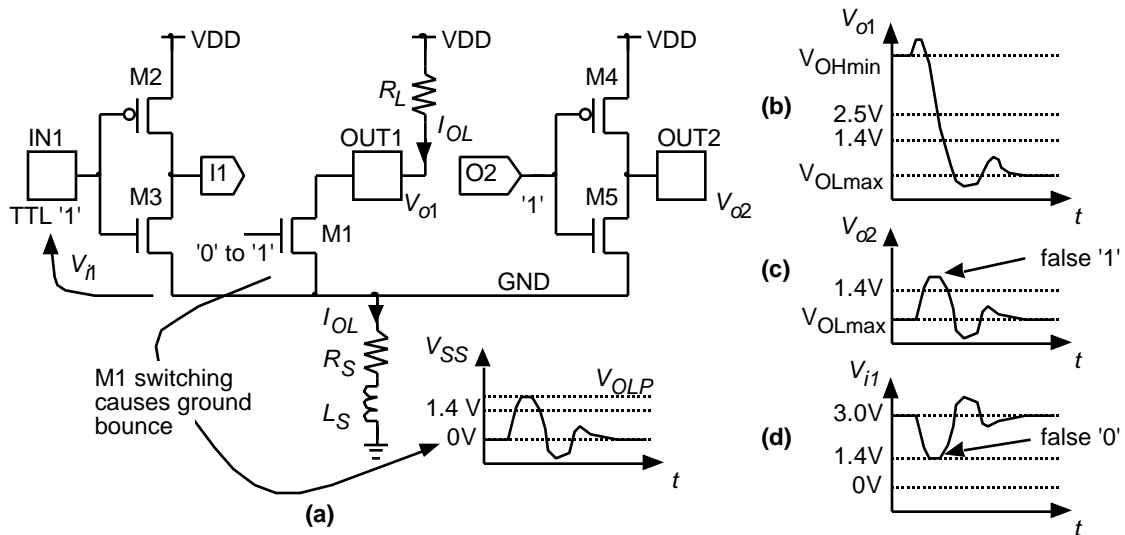 VDD
VDD
VDD
M2
M4
R_L
I_OL
IN1
I1
OUT1
O2
OUT2
TTL '1'
M3
V_o1
'1'
M5
V_o2
V_i1
'0' to '1'
M1
GND
I_OL
R_S
L_S
M1 switching
causes ground
bounce
V_SS
V_OLP
1.4 V
0V
t
(a)
(b)
V_o1
V_OHmin
2.5V
1.4V
V_OLmax
t
(c)
V_o2
false '1'
1.4V
V_OLmax
t
(d)
V_i1
3.0V
false '0'
1.4V
0V
t